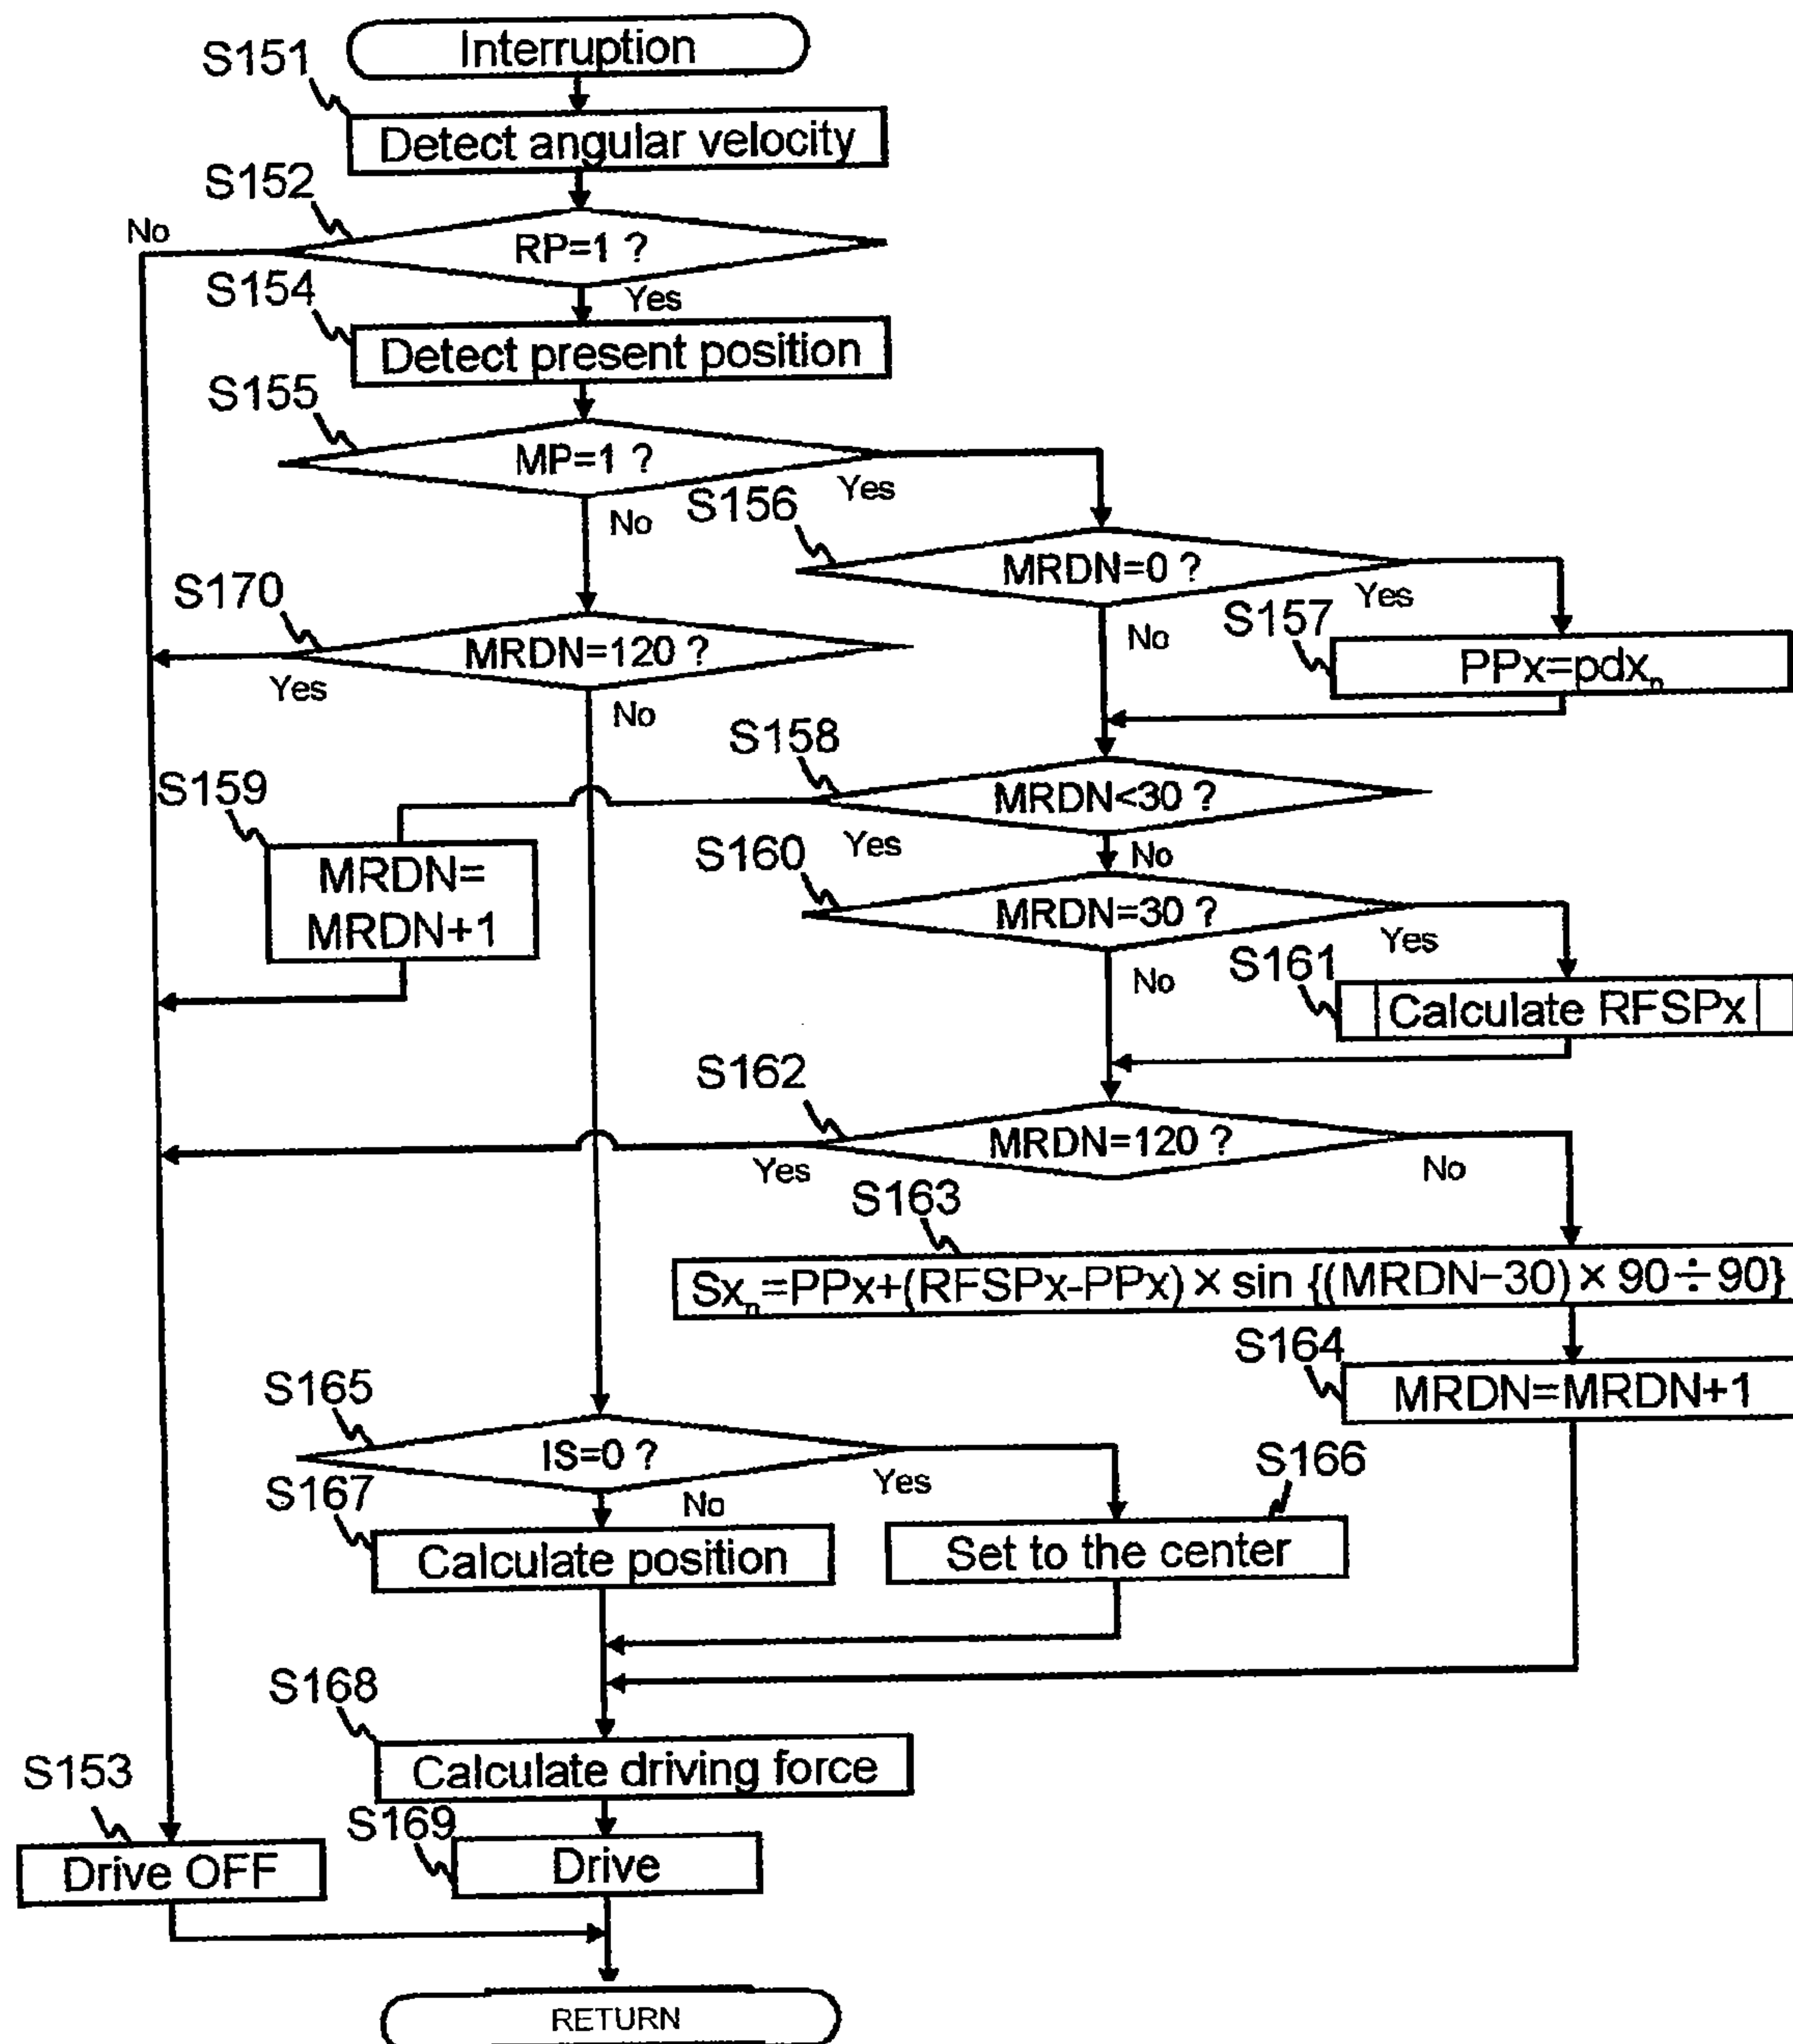 Interruption
S151
Detect angular velocity
S152
No
RP=1 ?
S154
Yes
Detect present position
S155
MP=1 ?
Yes
S156
No
MRDN=0 ?
S170
Yes
S157
No
MRDN=120 ?
PPx=pdxₙ
Yes
No
S158
S159
MRDN<30 ?
Yes
S160
No
MRDN=
MRDN+1
MRDN=30 ?
Yes
S161
No
Calculate RFSPx
S162
MRDN=120 ?
Yes
No
S163
Sxₙ=PPx+(RFSPx-PPx) × sin {(MRDN-30) × 90÷90}
S164
MRDN=MRDN+1
S165
IS=0 ?
S166
S167
Yes
No
Calculate position
Set to the center
S168
Calculate driving force
S153
S169
Drive OFF
Drive
RETURN